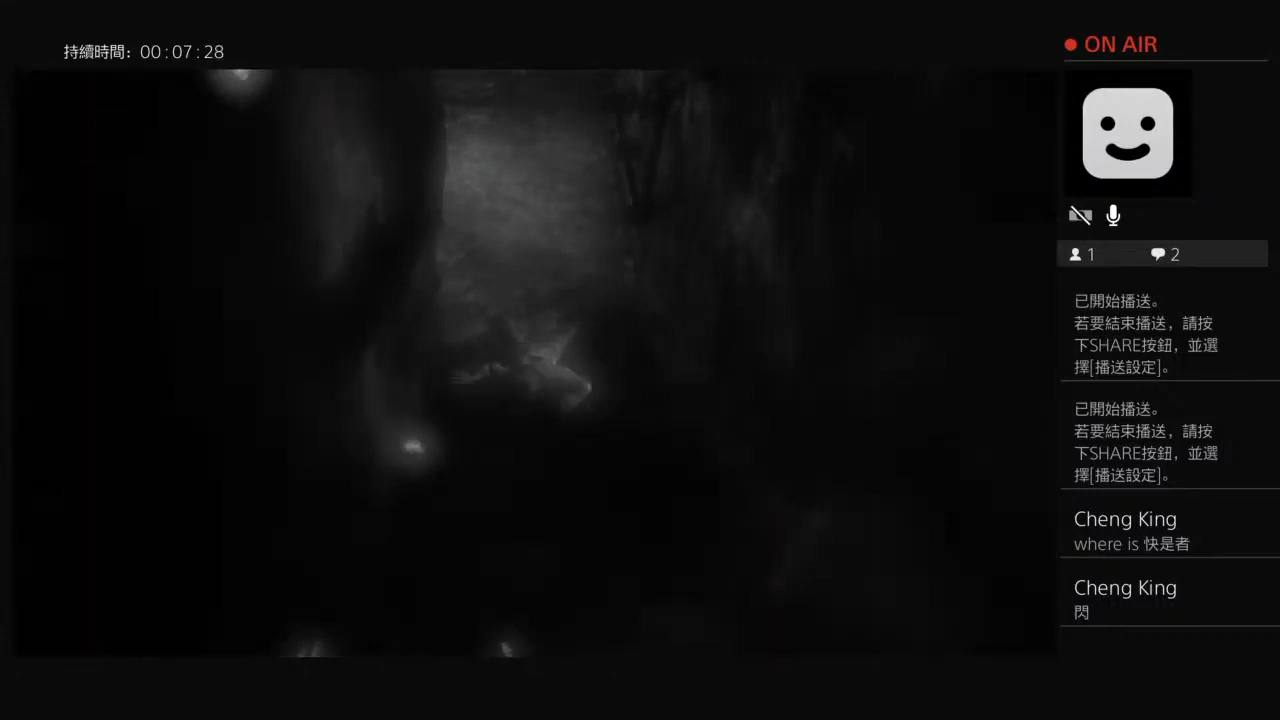 持續時間: 00:07:28
ON AIR
1
2
已開始播送。
若要結束播送，請按
下SHARE按鈕，並選
擇[播送設定]。
已開始播送。
若要結束播送，請按
下SHARE按鈕，並選
擇[播送設定]。
Cheng King
where is 快是者
Cheng King
閃